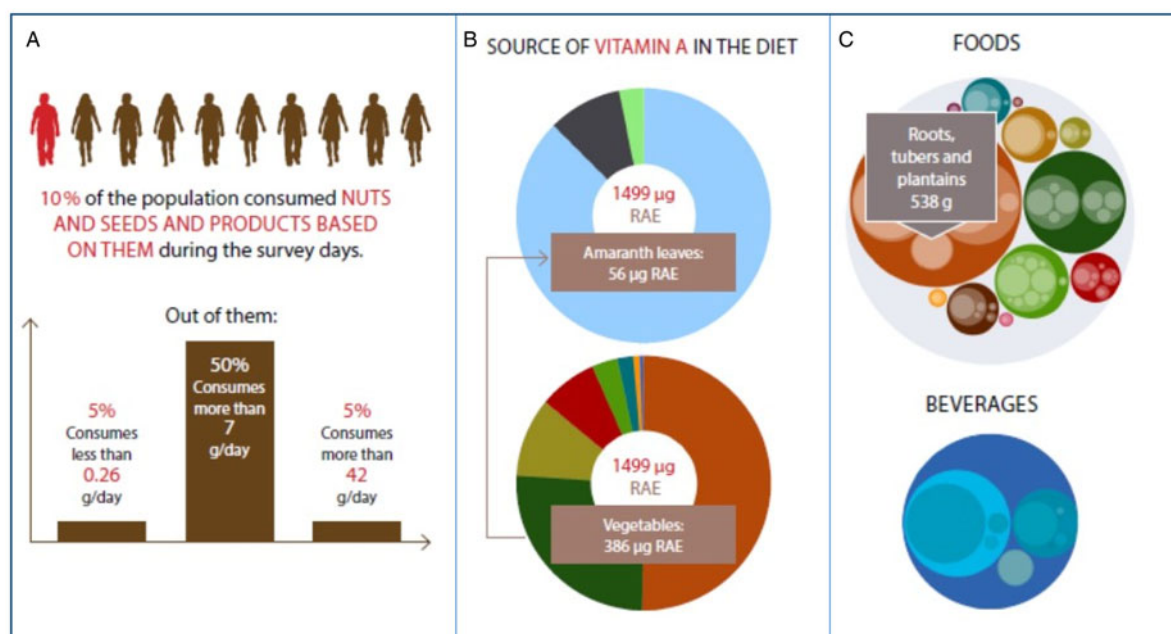 A
10% of the population consumed NUTS
AND SEEDS AND PRODUCTS BASED
ON THEM during the survey days.
Out of them:
5%
Consumes
less than
0.26
g/day
50%
Consumes
more than
7
g/day
5%
Consumes
more than
42
g/day
B
SOURCE OF VITAMIN A IN THE DIET
1499 µg
RAE
Amaranth leaves:
56 µg RAE
1499 µg
RAE
Vegetables:
386 µg RAE
C
FOODS
Roots,
tubers and
plantains
538 g
BEVERAGES